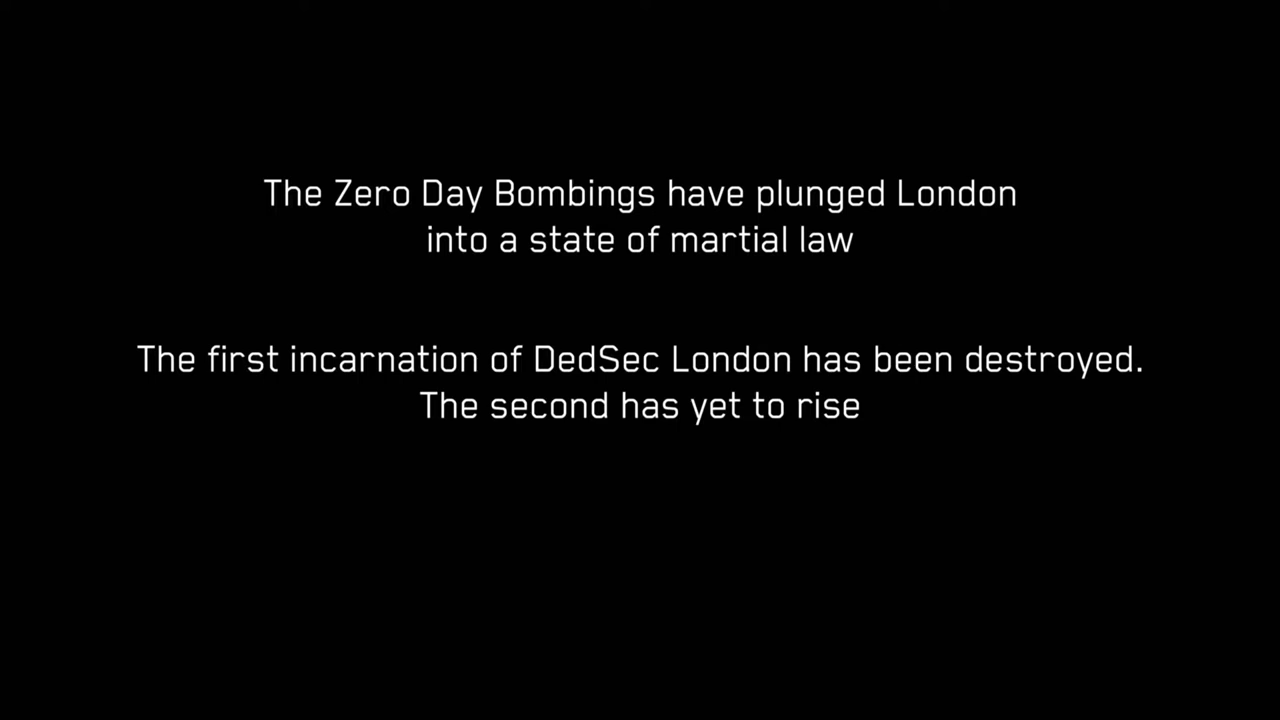 The Zero Day Bombings have plunged London
into a state of martial law
The first incarnation of DedSec London has been destroyed.
The second has yet to rise